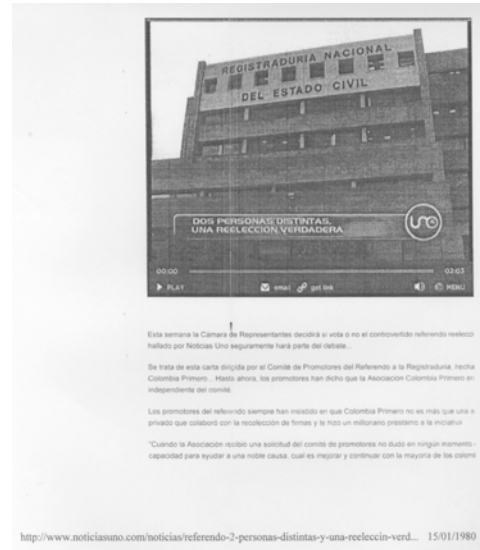 REGISTRADURIA NACIONAL
DEL ESTADO CIVIL
DOS PERSONAS DISTINTAS,
UNA REELECCION VERDADERA
uno
00:00
02:03
PLAY
email
get link
MENU
Esta semana la Cámara de Representantes decidirá si vota o no el controvertido referendo reelecci
hallado por Noticias Uno seguramente hará parte del debate...
Se trata de esta carta dirigida por el Comité de Promotores del Referendo a la Registraduría, hecha
Colombia Primero... Hasta ahora, los promotores han dicho que la Asociación Colombia Primero en
independiente del comité.
Los promotores del referendo siempre han insistido en que Colombia Primero no es más que una e
privado que colaboró con la recolección de firmas y le hizo un millonario préstamo a la iniciativa
"Cuando la Asociación recibió una solicitud del comité de promotores no dudó en ningún momento
capacidad para ayudar a una noble causa, cual es mejorar y continuar con la mayoría de los colomb
http://www.noticiasuno.com/noticias/referendo-2-personas-distintas-y-una-reeleccin-verd... 15/01/1980